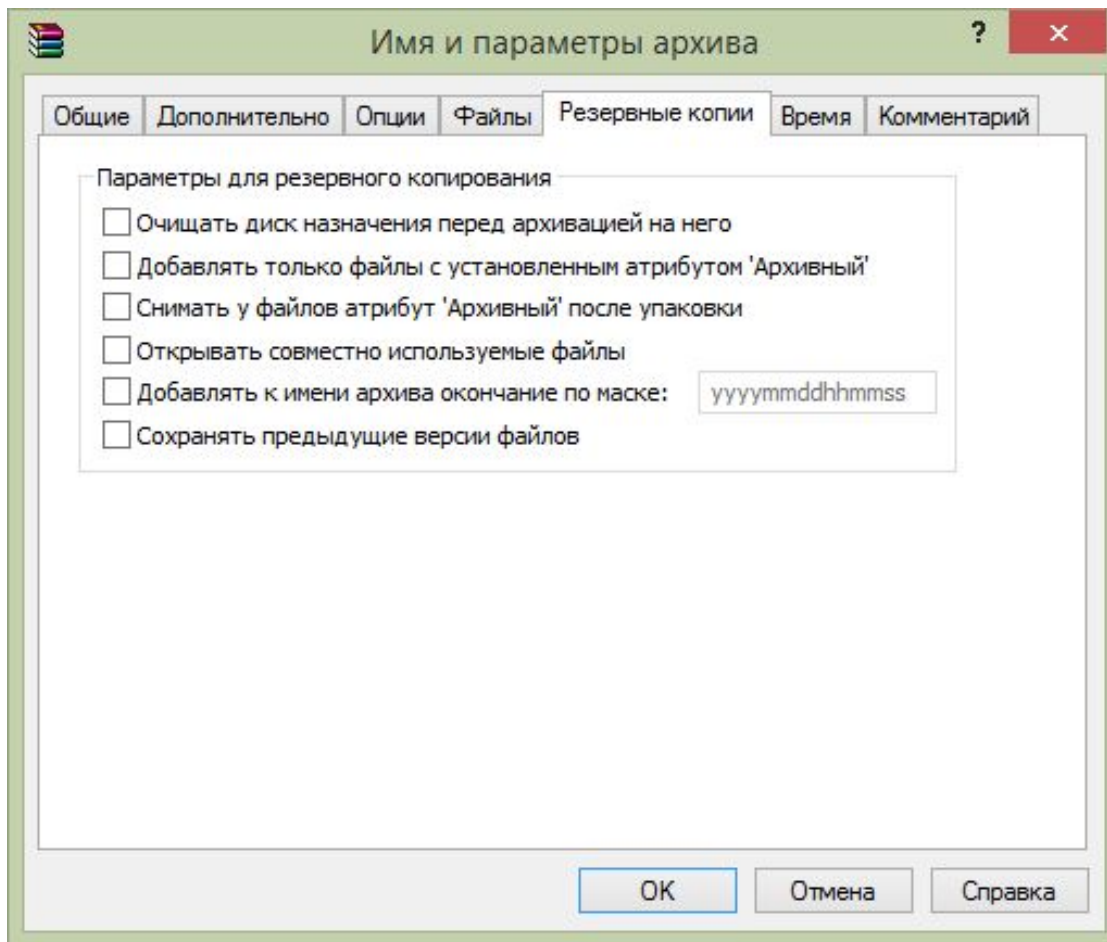 Имя и параметры архива
? ×
Общие Дополнительно Опции Файлы Резервные копии Время Комментарий
Параметры для резервного копирования
Очищать диск назначения перед архивацией на него
Добавлять только файлы с установленным атрибутом 'Архивный'
Снимать у файлов атрибут 'Архивный' после упаковки
Открывать совместно используемые файлы
Добавлять к имени архива окончание по маске: yyyymmddhhmmss
Сохранять предыдущие версии файлов
OK Отмена Справка